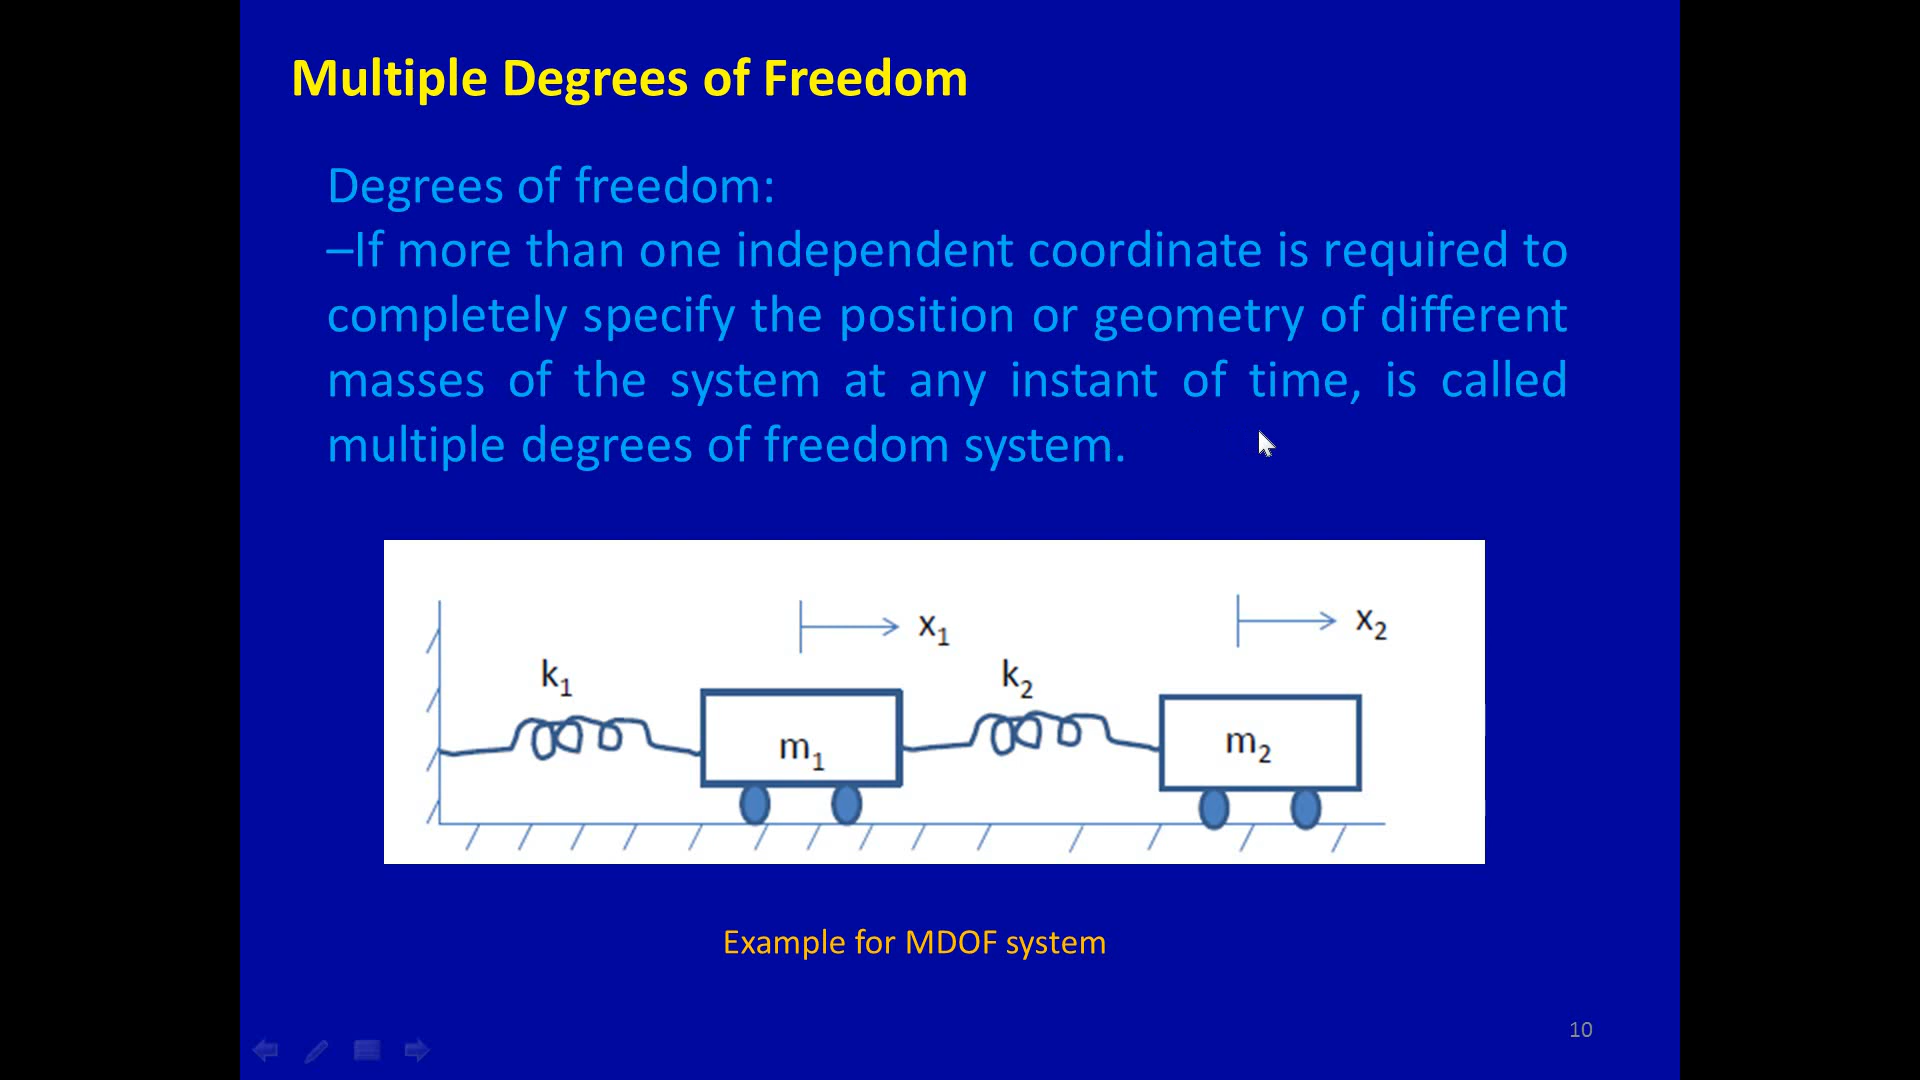 Multiple Degrees of Freedom
Degrees of freedom:
–If more than one independent coordinate is required to
completely specify the position or geometry of different
masses of the system at any instant of time, is called
multiple degrees of freedom system.
x₁
x₂
k₁
k₂
m₁
m₂
Example for MDOF system
10